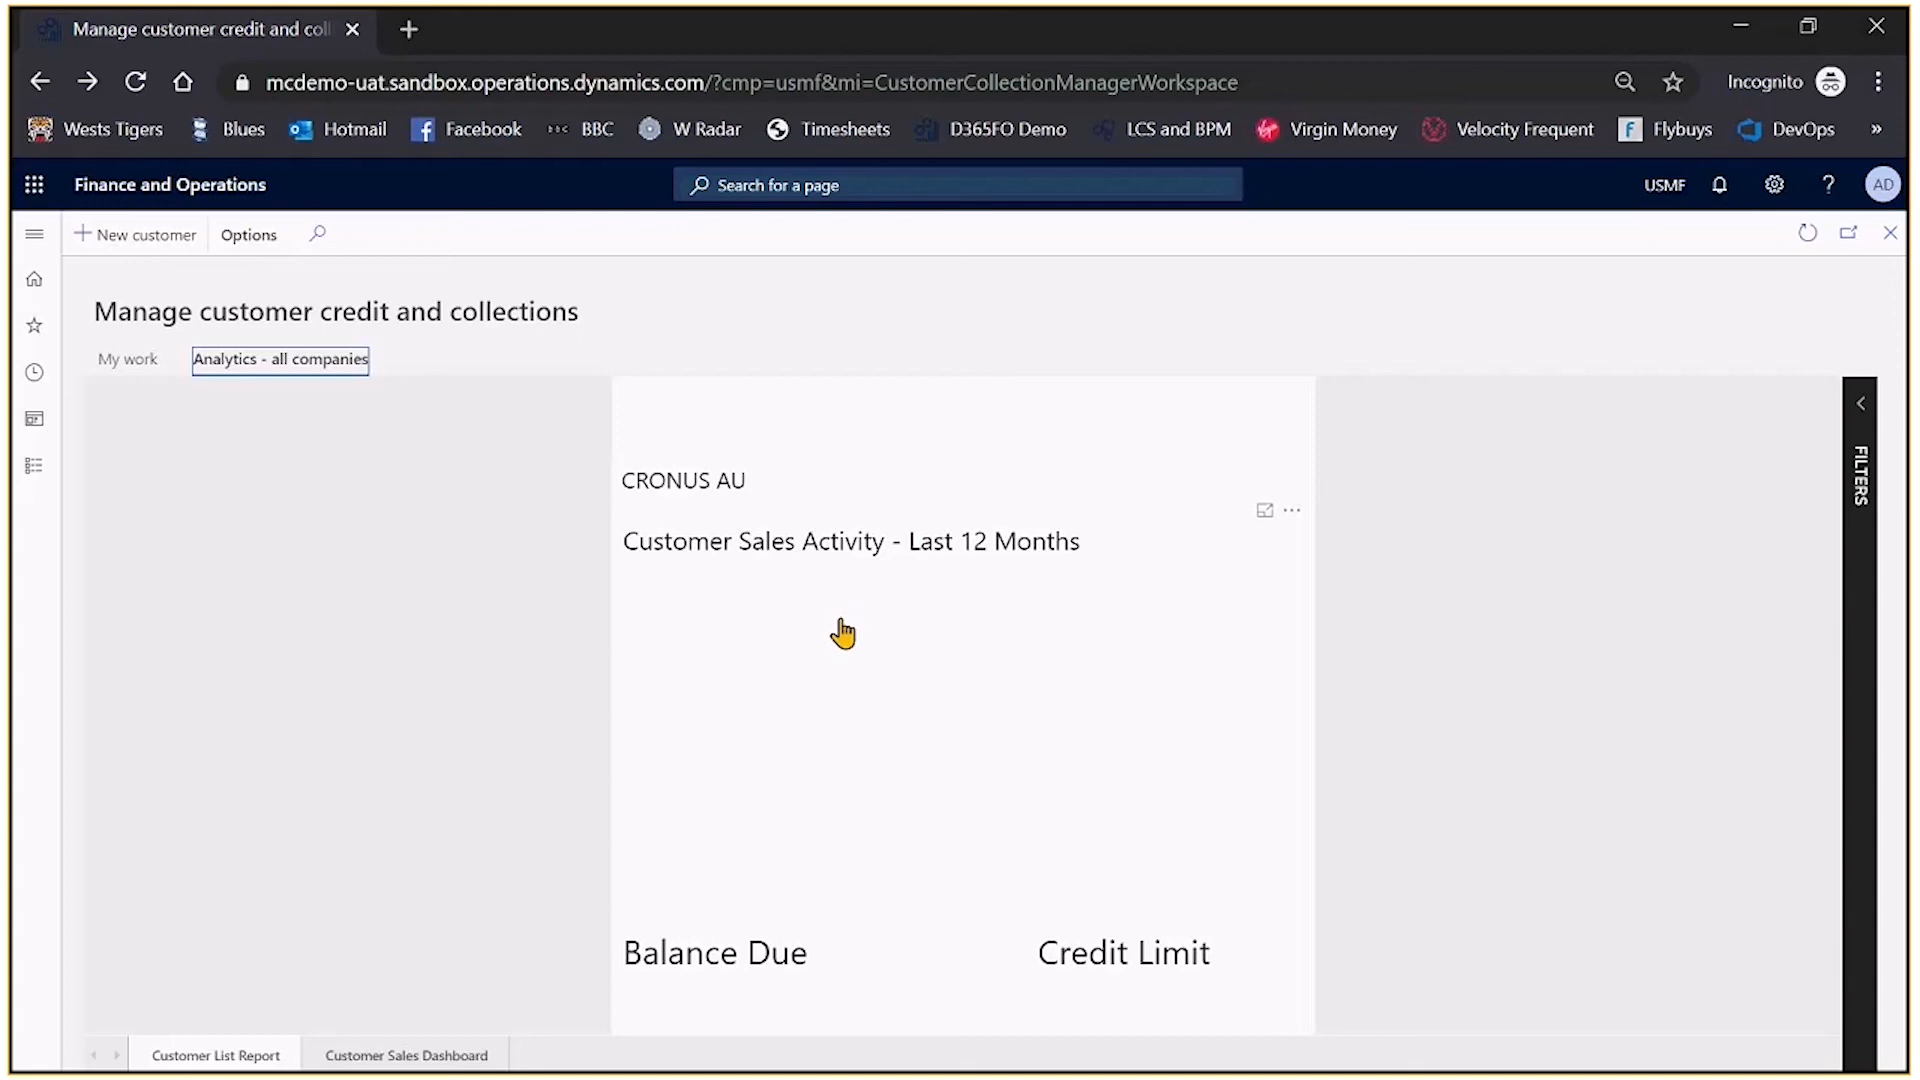 Manage customer credit and coll
mcdemo-uat.sandbox.operations.dynamics.com/?cmp=usmf&mi=CustomerCollectionManagerWorkspace
Incognito
Wests Tigers Blues Hotmail Facebook BBC W Radar Timesheets D365FO Demo LCS and BPM Virgin Money Velocity Frequent Flybuys DevOps »
Finance and Operations
Search for a page
USMF ? AD
New customer Options
Manage customer credit and collections
My work Analytics - all companies
FILTERS
CRONUS AU
Customer Sales Activity - Last 12 Months
Balance Due Credit Limit
Customer List Report Customer Sales Dashboard